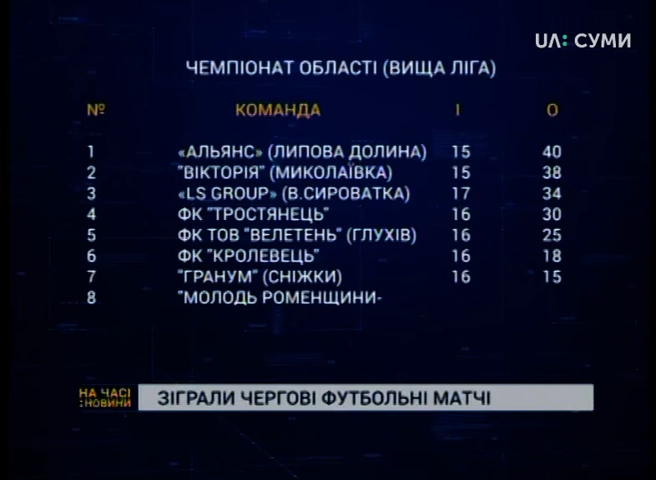 UA: СУМИ
ЧЕМПІОНАТ ОБЛАСТІ (ВИЩА ЛІГА)
№ КОМАНДА І О
1 «АЛЬЯНС» (ЛИПОВА ДОЛИНА) 15 40
2 "ВІКТОРІЯ" (МИКОЛАЇВКА) 15 38
3 «LS GROUP» (В.СИРОВАТКА) 17 34
4 ФК "ТРОСТЯНЕЦЬ" 16 30
5 ФК ТОВ "ВЕЛЕТЕНЬ" (ГЛУХІВ) 16 25
6 ФК "КРОЛЕВЕЦЬ" 16 18
7 "ГРАНУМ" (СНІЖКИ) 16 15
8 "МОЛОДЬ РОМЕНЩИНИ-
НА ЧАСІ
:НОВИНИ
ЗІГРАЛИ ЧЕРГОВІ ФУТБОЛЬНІ МАТЧІ